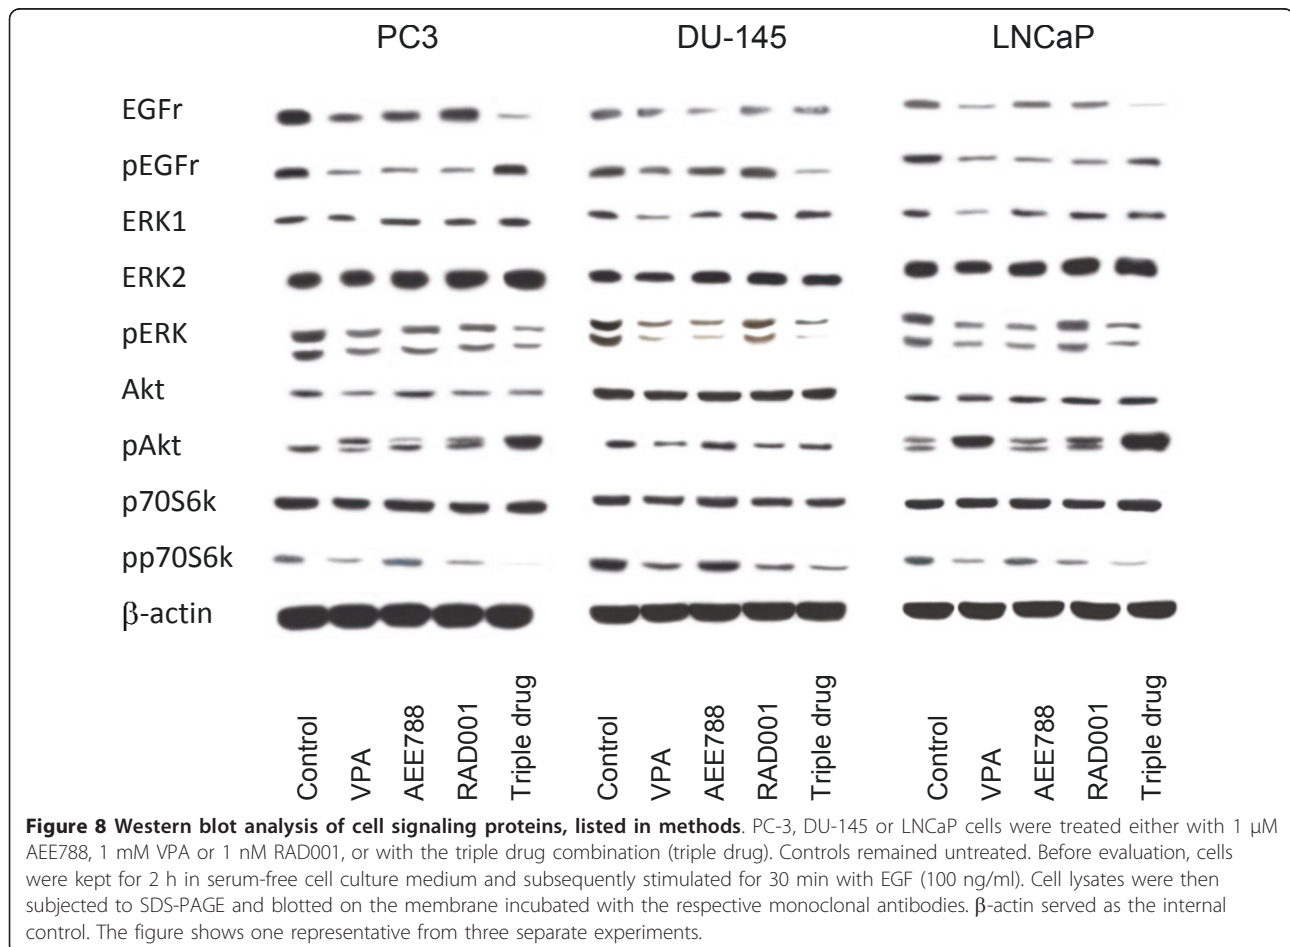 PC3 DU-145 LNCaP
EGFr
pEGFr
ERK1
ERK2
pERK
Akt
pAkt
p70S6k
pp70S6k
β-actin
Control VPA AEE788 RAD001 Triple drug Control VPA AEE788 RAD001 Triple drug Control VPA AEE788 RAD001 Triple drug
Figure 8 Western blot analysis of cell signaling proteins, listed in methods. PC-3, DU-145 or LNCaP cells were treated either with 1 μM
AEE788, 1 mM VPA or 1 nM RAD001, or with the triple drug combination (triple drug). Controls remained untreated. Before evaluation, cells
were kept for 2 h in serum-free cell culture medium and subsequently stimulated for 30 min with EGF (100 ng/ml). Cell lysates were then
subjected to SDS-PAGE and blotted on the membrane incubated with the respective monoclonal antibodies. β-actin served as the internal
control. The figure shows one representative from three separate experiments.